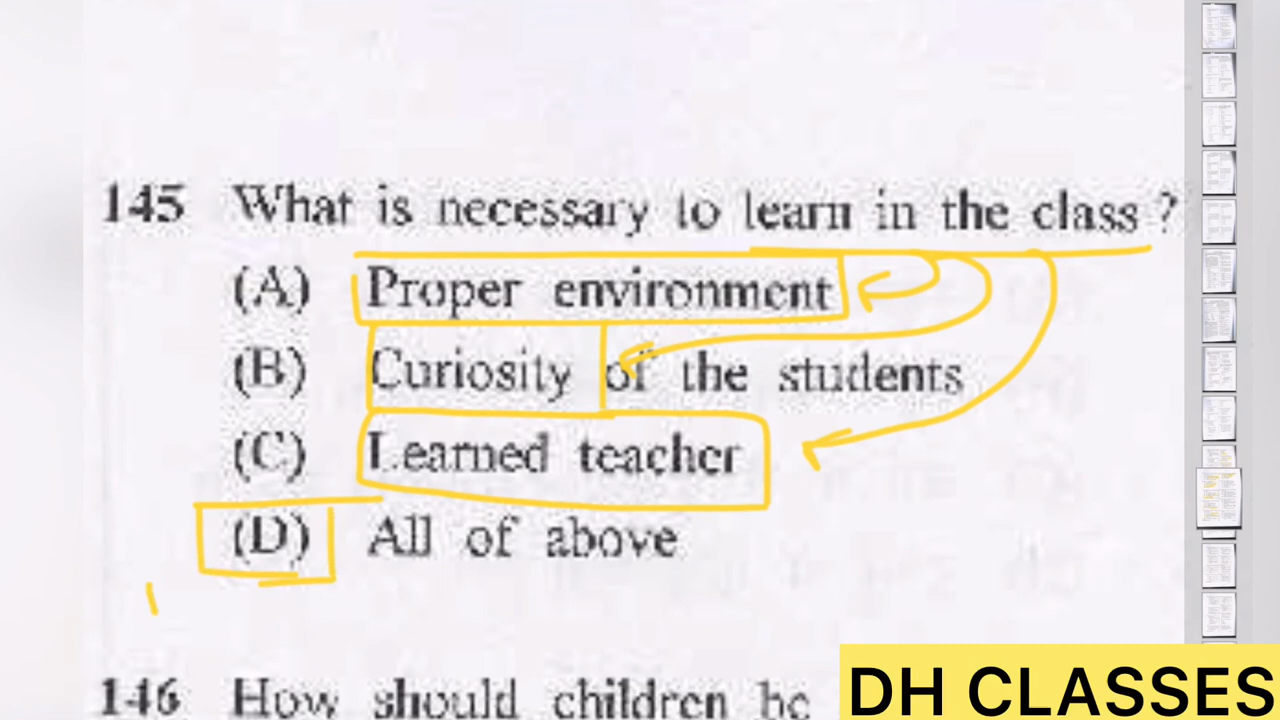 145 What is necessary to learn in the class ?
(A) Proper environment
(B) Curiosity of the students
(C) Learned teacher
(D) All of above
146 How should children be
DH CLASSES